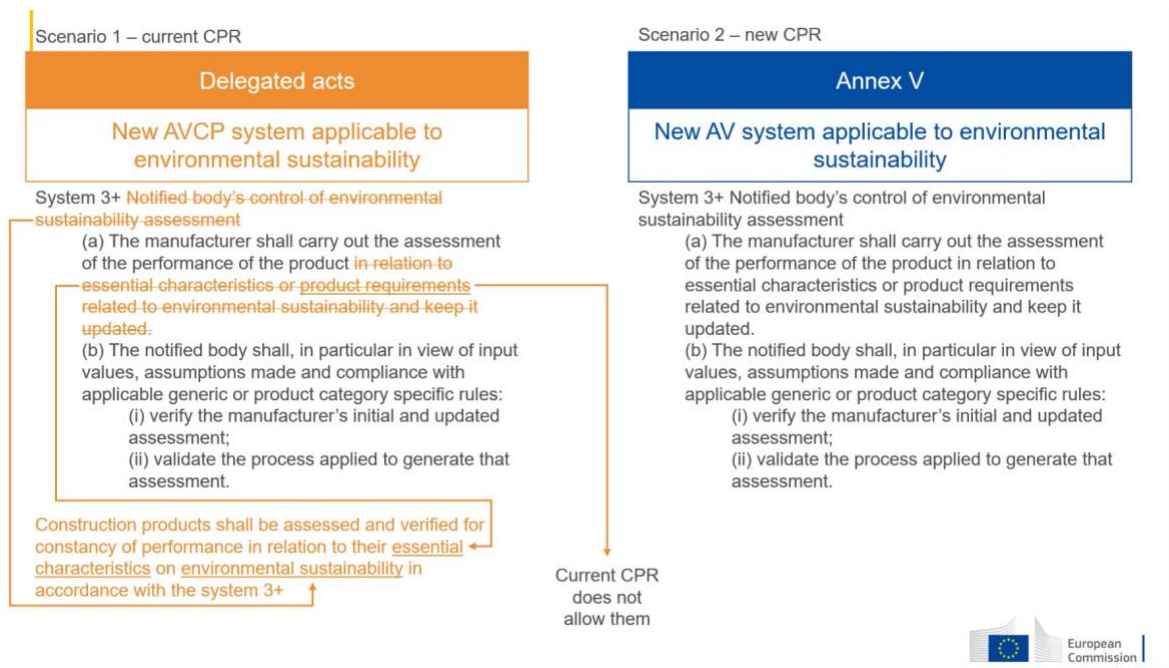 Scenario 1 – current CPR
Delegated acts
New AVCP system applicable to
environmental sustainability
System 3+ Notified body's control of environmental
sustainability assessment
(a) The manufacturer shall carry out the assessment
of the performance of the product in relation to
essential characteristics or product requirements
related to environmental sustainability and keep it
updated.
(b) The notified body shall, in particular in view of input
values, assumptions made and compliance with
applicable generic or product category specific rules:
(i) verify the manufacturer's initial and updated
assessment;
(ii) validate the process applied to generate that
assessment.
Construction products shall be assessed and verified for
constancy of performance in relation to their essential
characteristics on environmental sustainability in
accordance with the system 3+
Current CPR
does not
allow them
Scenario 2 – new CPR
Annex V
New AV system applicable to environmental
sustainability
System 3+ Notified body's control of environmental
sustainability assessment
(a) The manufacturer shall carry out the assessment
of the performance of the product in relation to
essential characteristics or product requirements
related to environmental sustainability and keep it
updated.
(b) The notified body shall, in particular in view of input
values, assumptions made and compliance with
applicable generic or product category specific rules:
(i) verify the manufacturer's initial and updated
assessment;
(ii) validate the process applied to generate that
assessment.
European
Commission